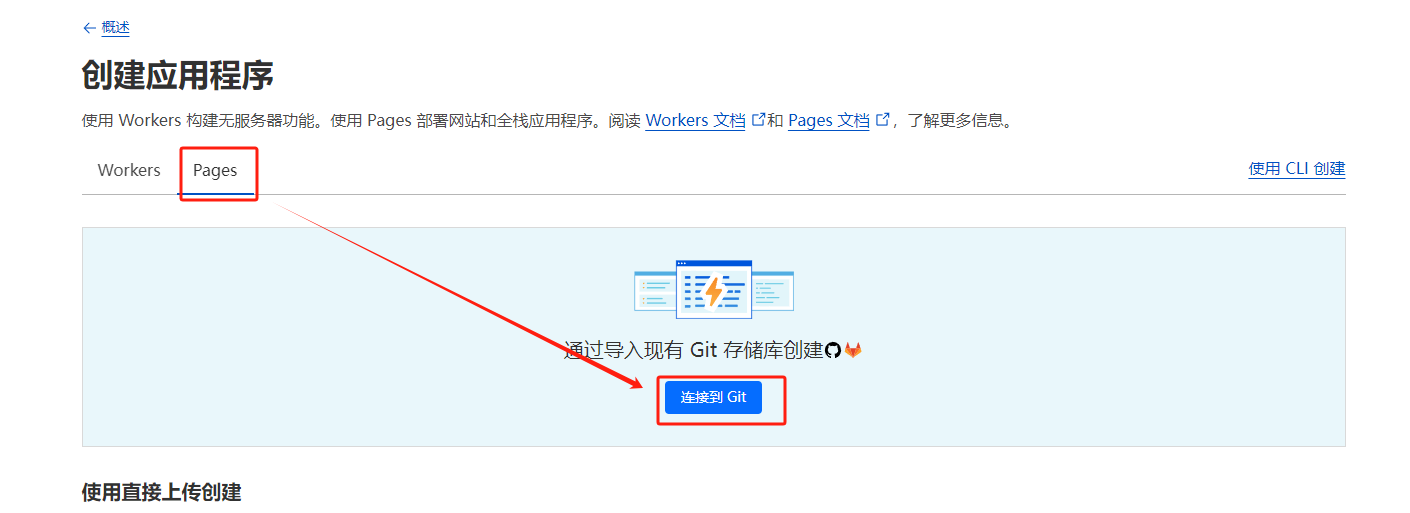 ← 概述
创建应用程序
使用 Workers 构建无服务器功能。使用 Pages 部署网站和全栈应用程序。阅读 Workers 文档 和 Pages 文档 ，了解更多信息。
Workers Pages 使用 CLI 创建
通过导入现有 Git 存储库创建
连接到 Git
使用直接上传创建